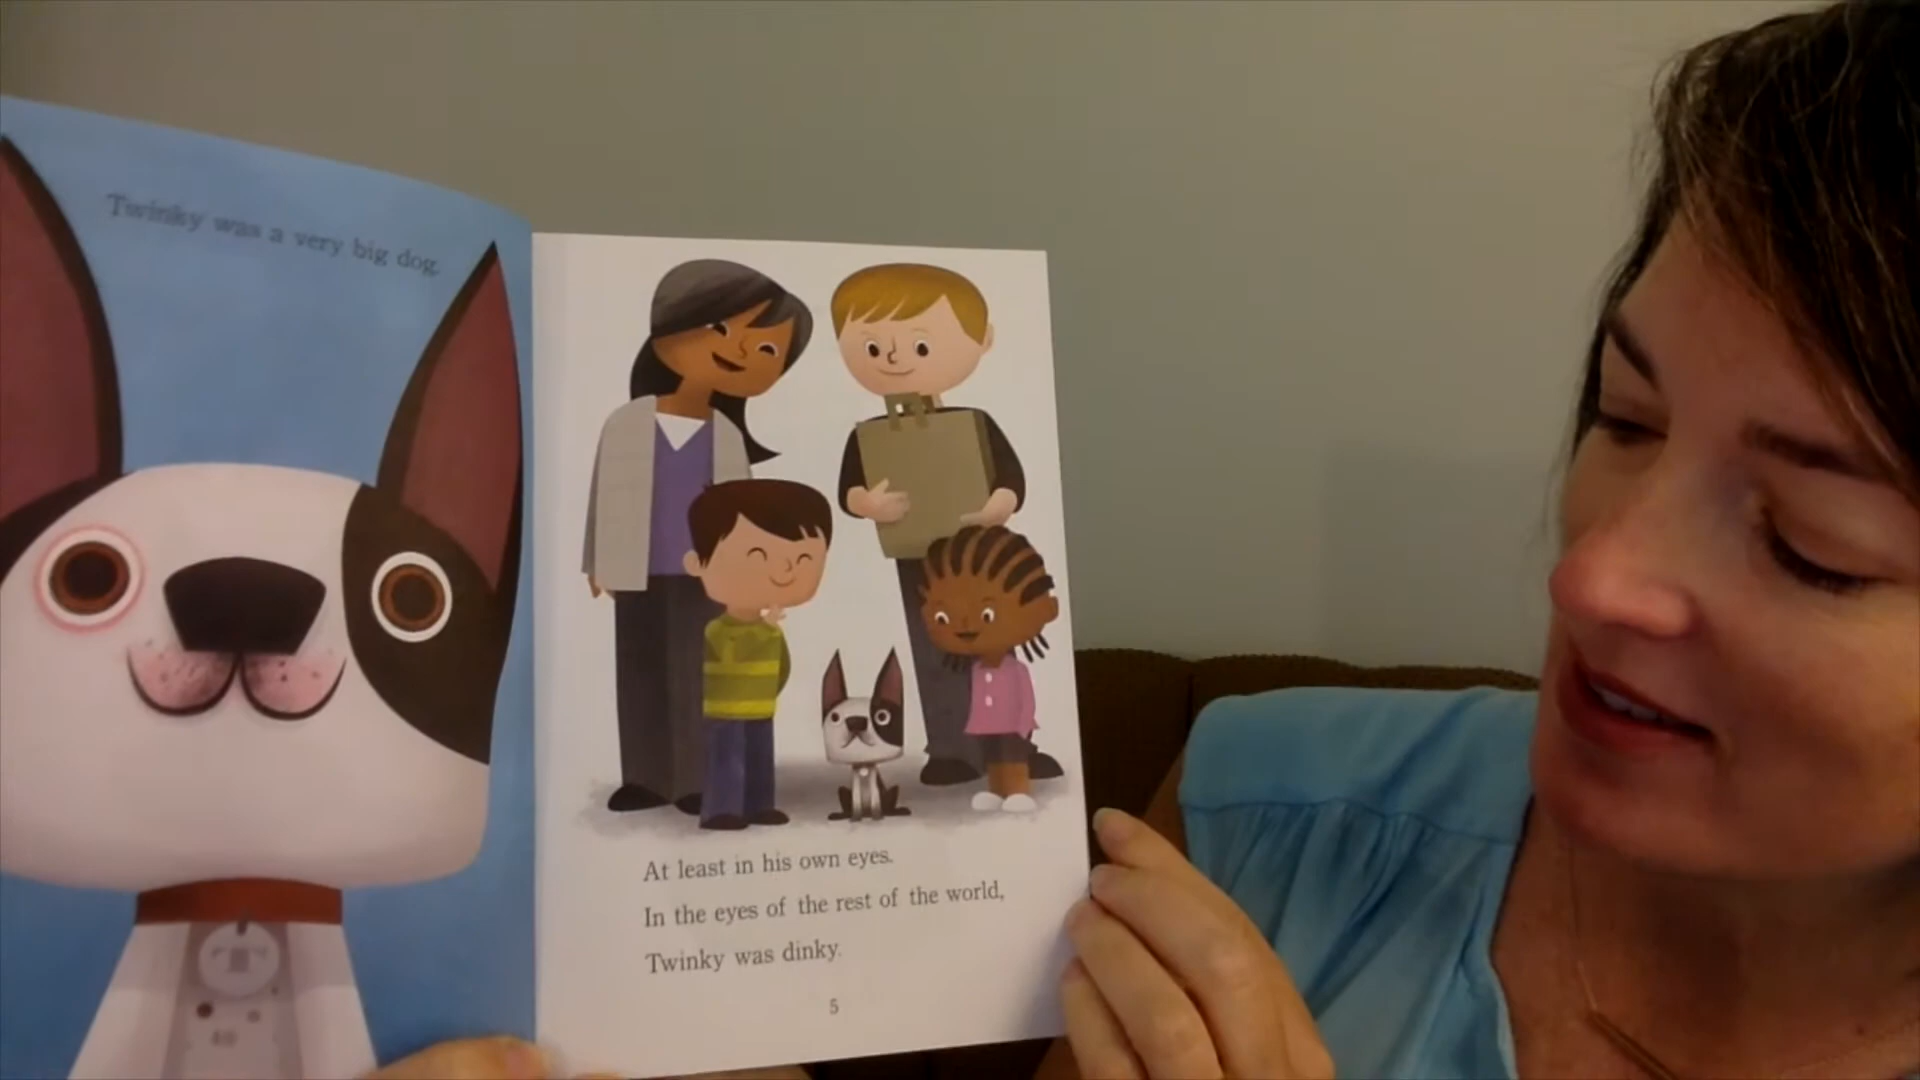 Twinky was a very big dog.
At least in his own eyes.
In the eyes of the rest of the world,
Twinky was dinky.
5